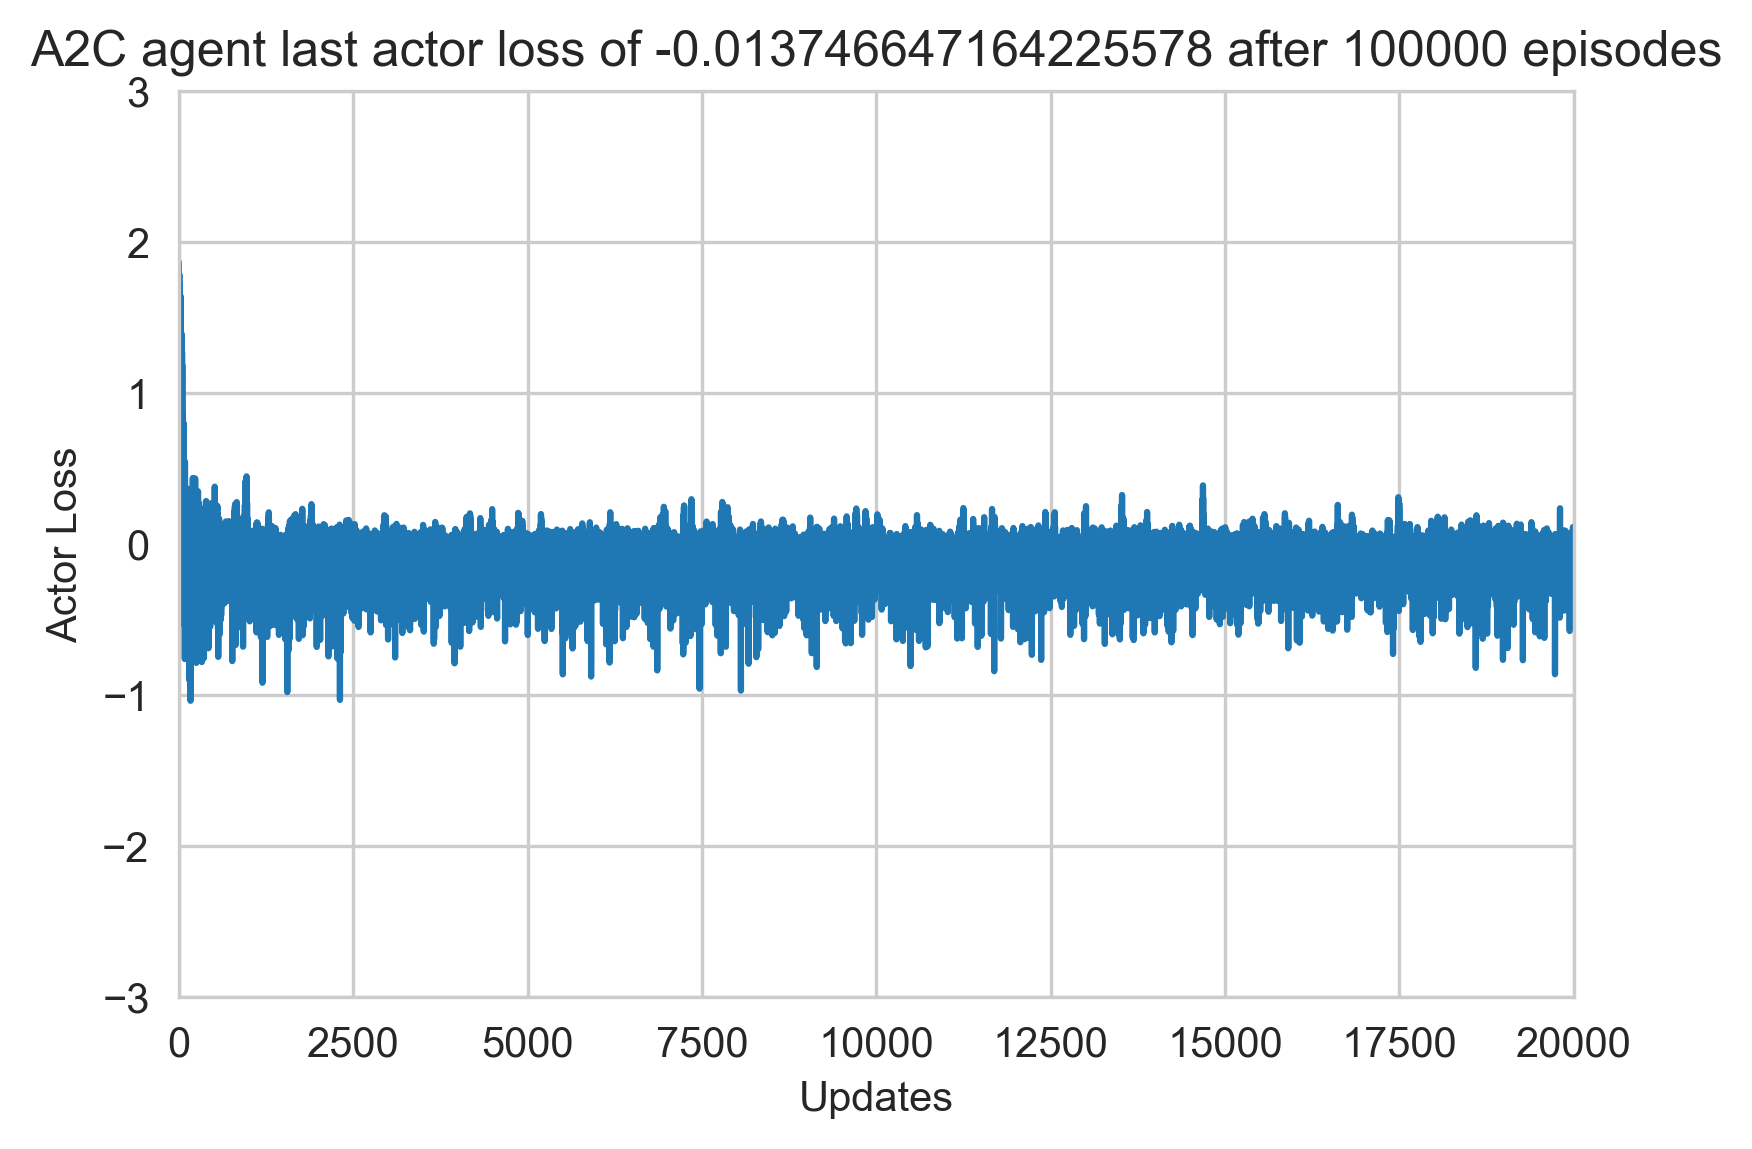 A2C agent last actor loss of -0.013746647164225578 after 100000 episodes
3
2
1
0
−1
−2
−3
Actor Loss
0 2500 5000 7500 10000 12500 15000 17500 20000
Updates